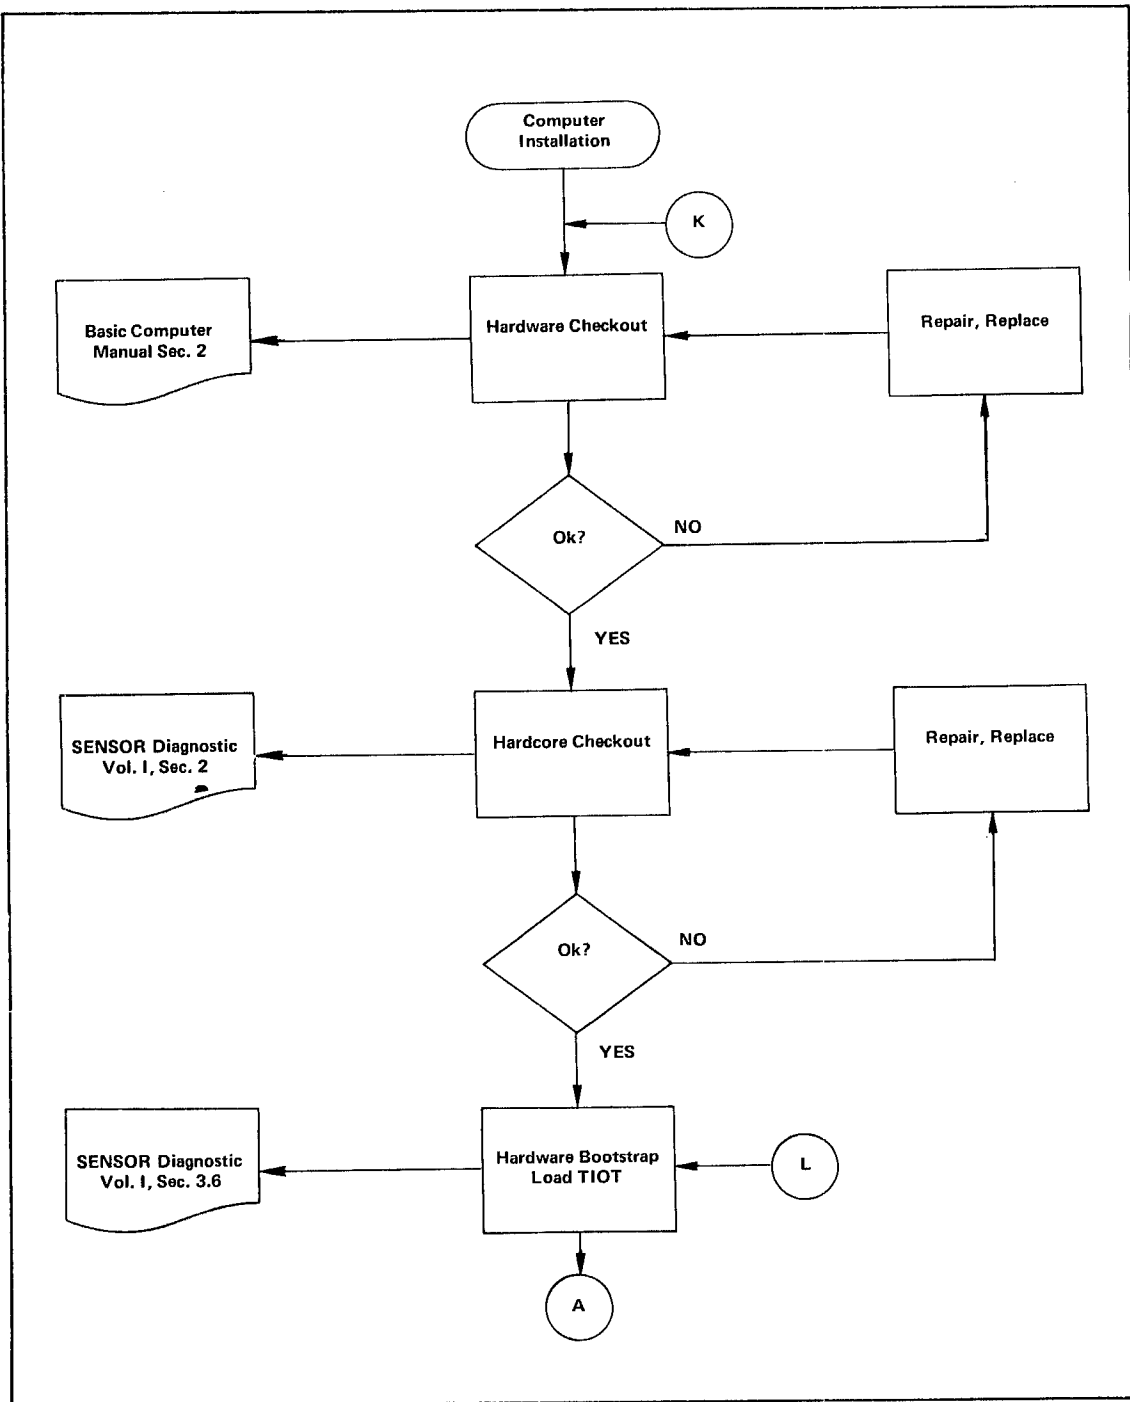 Computer
Installation
K
Basic Computer
Manual Sec. 2
Hardware Checkout
Repair, Replace
Ok?
NO
YES
SENSOR Diagnostic
Vol. I, Sec. 2
Hardcore Checkout
Repair, Replace
Ok?
NO
YES
SENSOR Diagnostic
Vol. I, Sec. 3.6
Hardware Bootstrap
Load TIOT
L
A